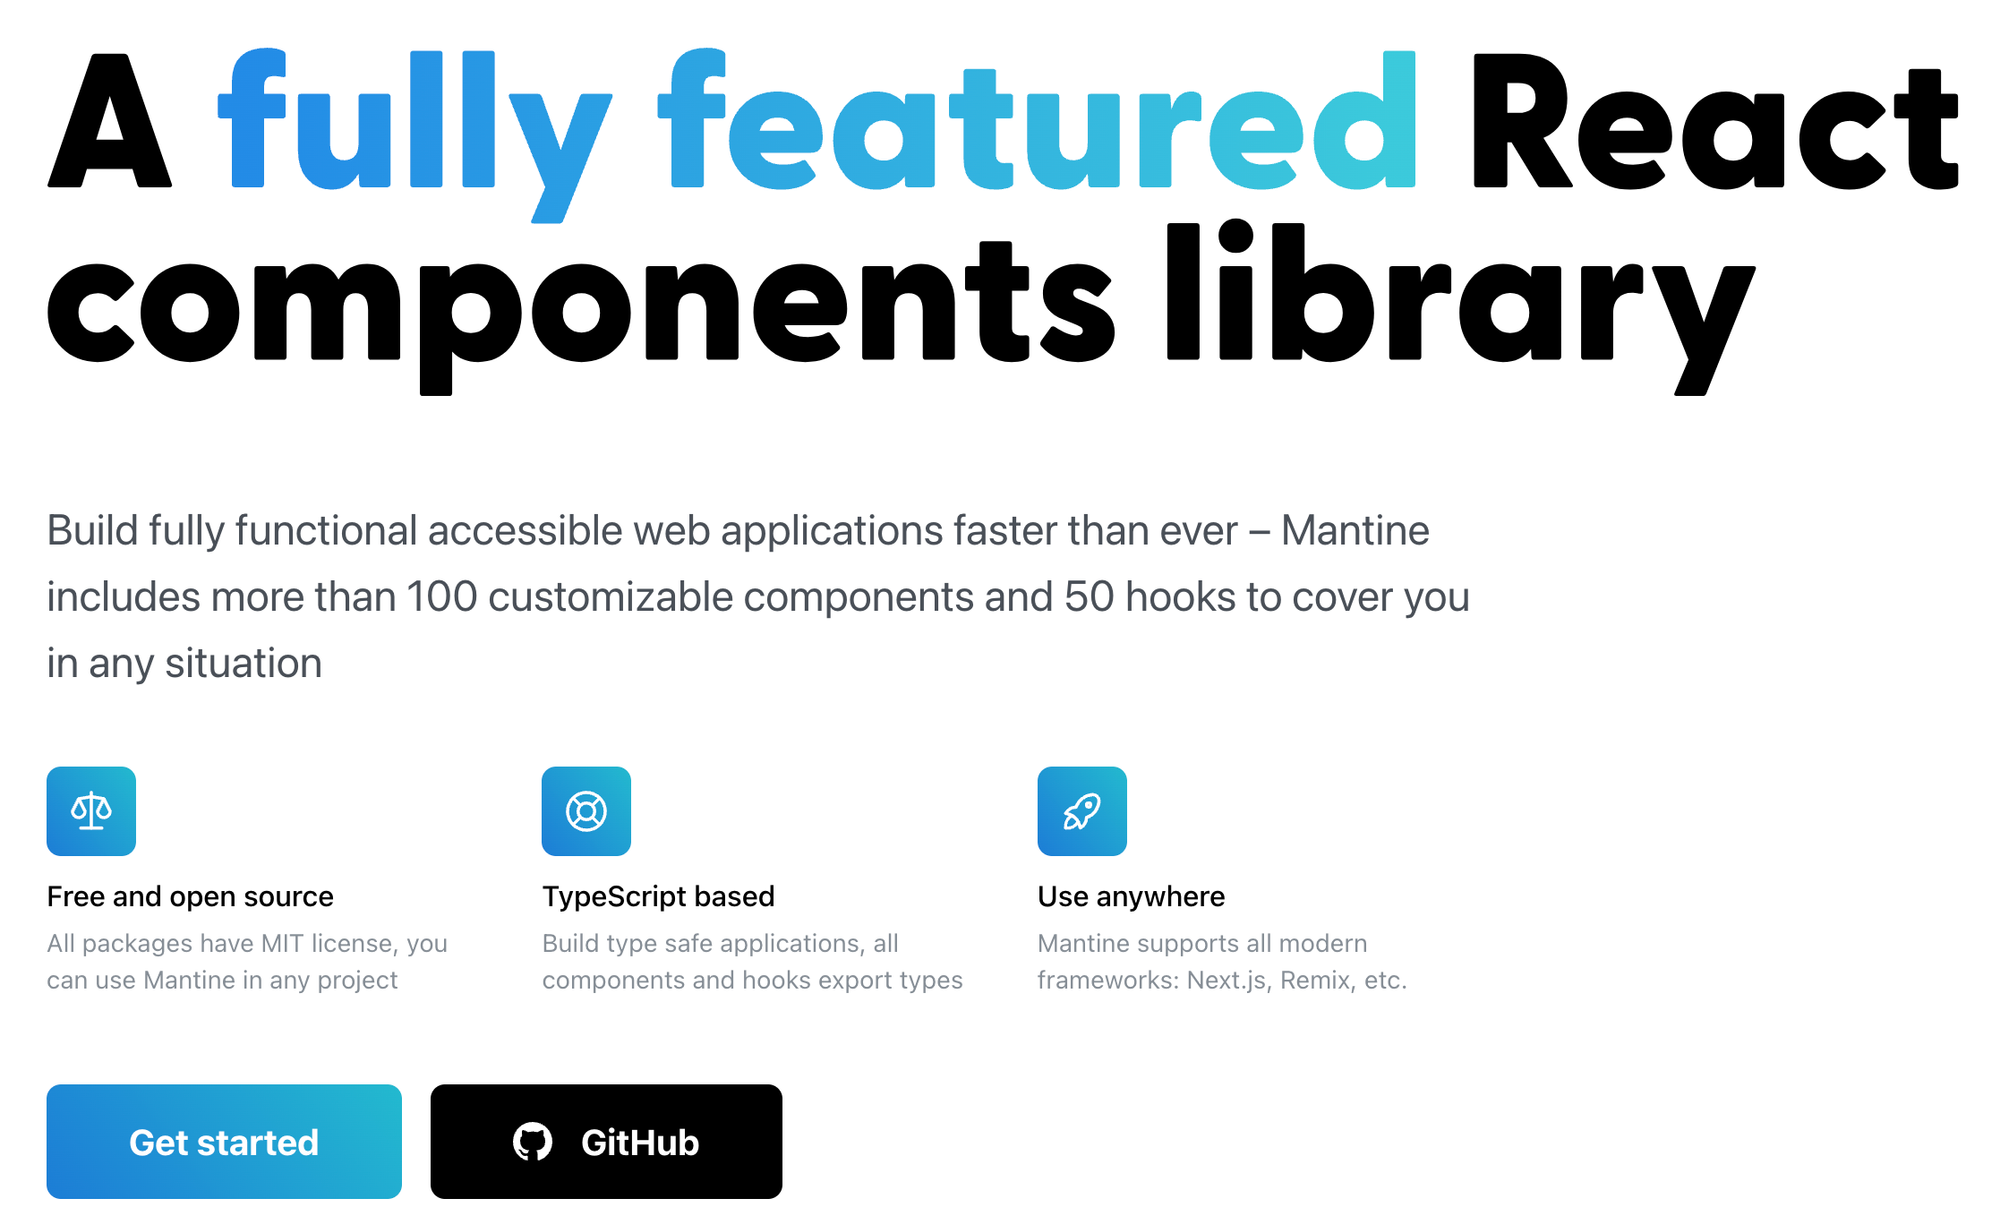 A fully featured React
components library
Build fully functional accessible web applications faster than ever – Mantine
includes more than 100 customizable components and 50 hooks to cover you
in any situation
Free and open source
All packages have MIT license, you
can use Mantine in any project
TypeScript based
Build type safe applications, all
components and hooks export types
Use anywhere
Mantine supports all modern
frameworks: Next.js, Remix, etc.
Get started
GitHub